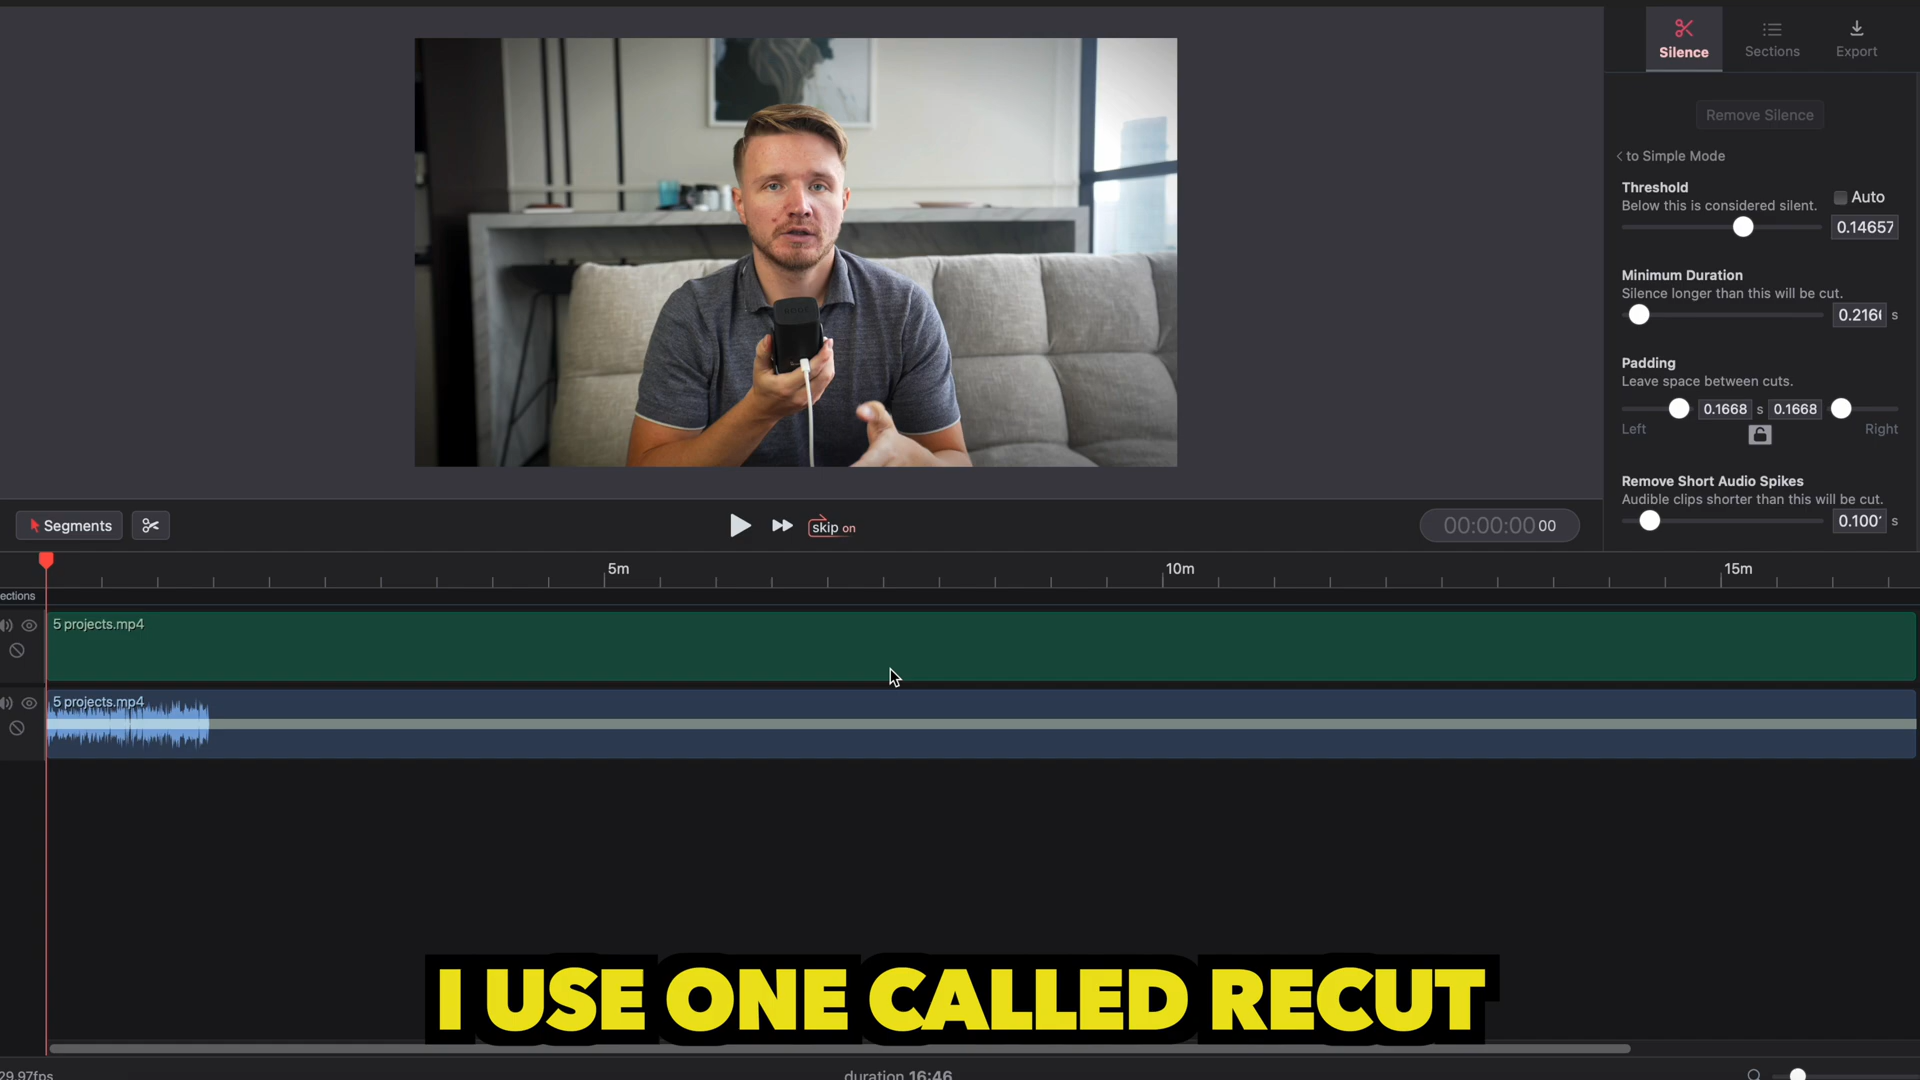 Silence
Sections
Export
Remove Silence
< to Simple Mode
Threshold
Below this is considered silent.
Auto
0.14657
Minimum Duration
Silence longer than this will be cut.
s
Padding
Leave space between cuts.
0.1668 s 0.1668
Left
Right
Remove Short Audio Spikes
Audible clips shorter than this will be cut.
s
Segments
skip on
00:00:00 00
5m
10m
15m
ections
5 projects.mp4
5 projects.mp4
I USE ONE CALLED RECUT
29.97fps
duration 16:46